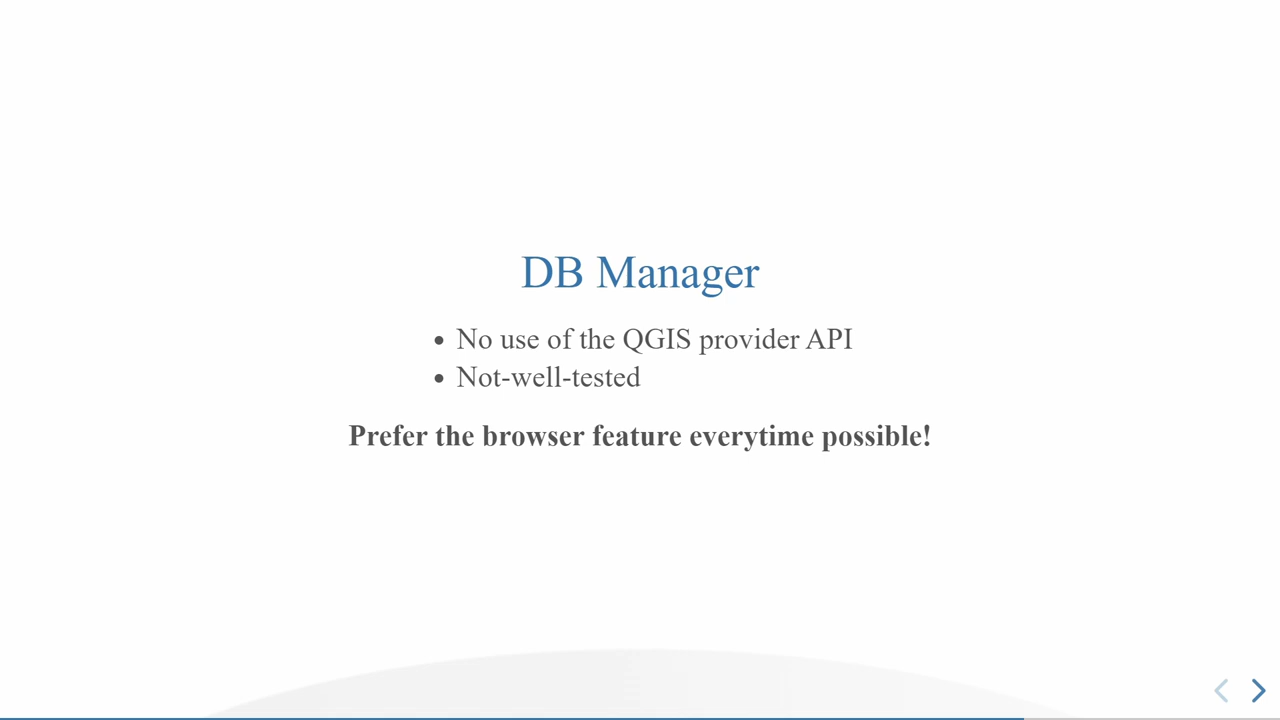 DB Manager
• No use of the QGIS provider API
• Not-well-tested
Prefer the browser feature everytime possible!